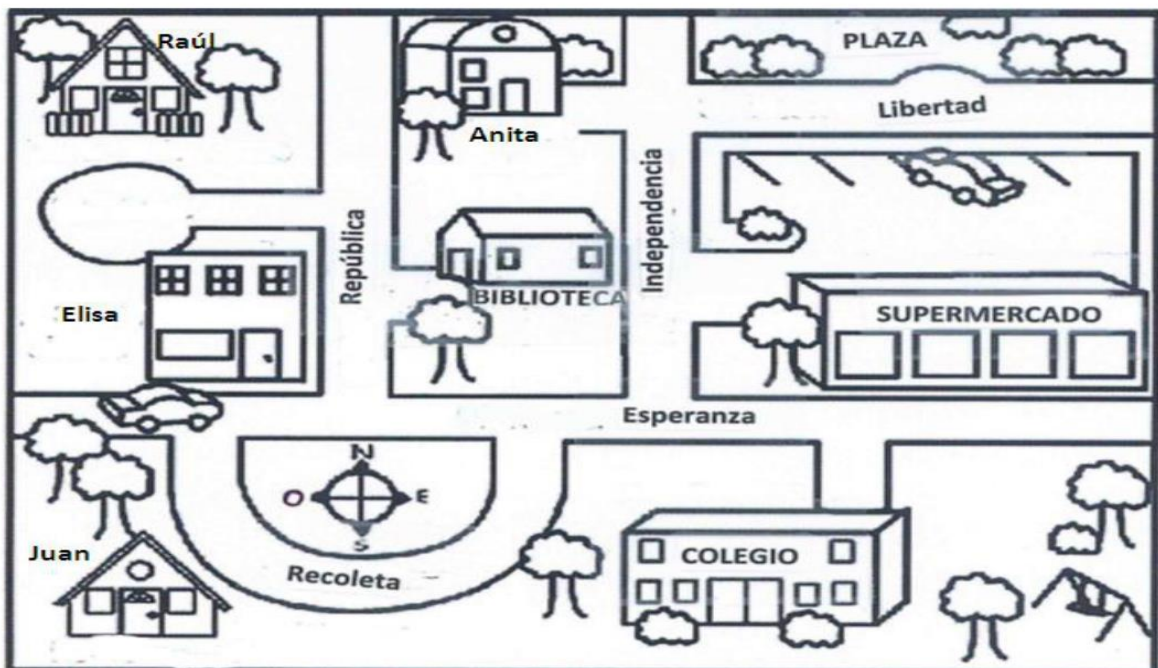 Raúl
PLAZA
Libertad
Anita
República
Independencia
BIBLIOTECA
Elisa
SUPERMERCADO
Esperanza
N
O
E
S
Juan
COLEGIO
Recoleta